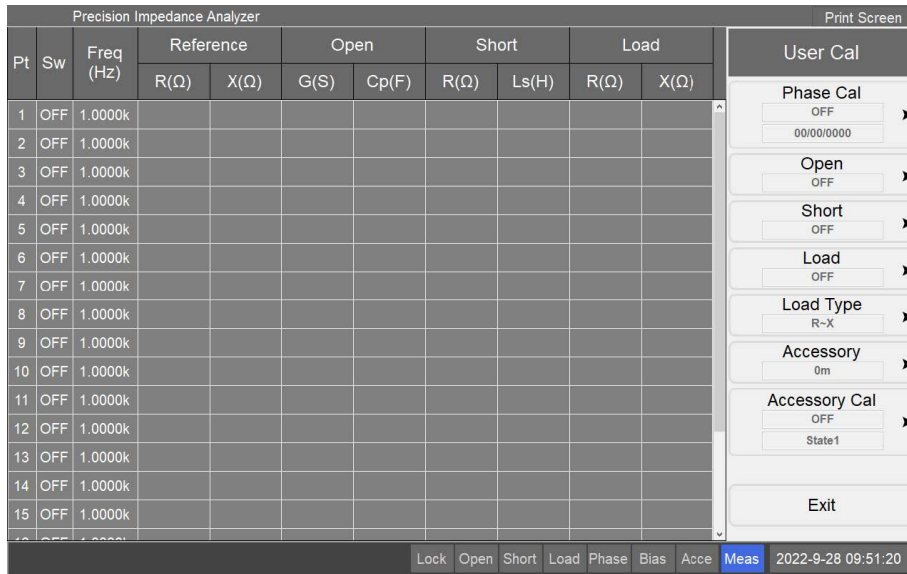 Precision Impedance Analyzer Print Screen
Pt Sw Freq (Hz) Reference Open Short Load
R(Ω) X(Ω) G(S) Cp(F) R(Ω) Ls(H) R(Ω) X(Ω)
1 OFF 1.0000k
2 OFF 1.0000k
3 OFF 1.0000k
4 OFF 1.0000k
5 OFF 1.0000k
6 OFF 1.0000k
7 OFF 1.0000k
8 OFF 1.0000k
9 OFF 1.0000k
10 OFF 1.0000k
11 OFF 1.0000k
12 OFF 1.0000k
13 OFF 1.0000k
14 OFF 1.0000k
15 OFF 1.0000k
User Cal
Phase Cal
OFF
00/00/0000
Open
OFF
Short
OFF
Load
OFF
Load Type
R~X
Accessory
0m
Accessory Cal
OFF
State1
Exit
Lock Open Short Load Phase Bias Acce Meas 2022-9-28 09:51:20